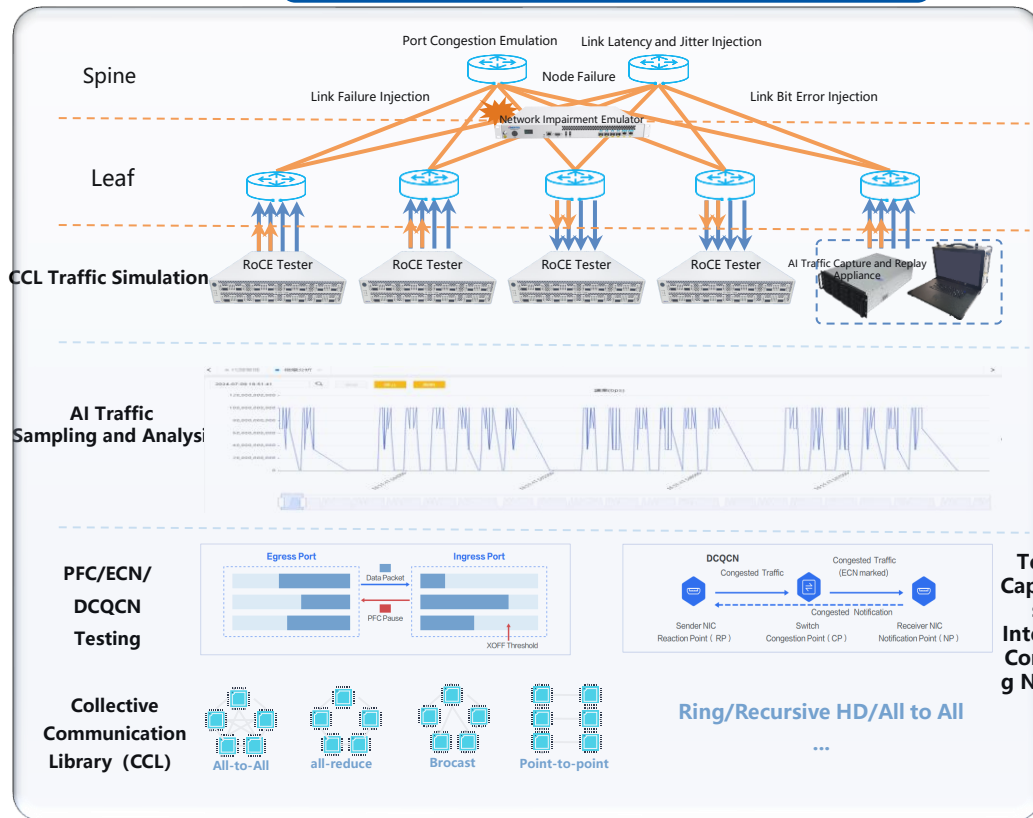 Port Congestion Emulation
Link Latency and Jitter Injection
Spine
Node Failure
Link Failure Injection
Link Bit Error Injection
Network Impairment Emulator
Leaf
CCL Traffic Simulation
RoCE Tester
RoCE Tester
RoCE Tester
RoCE Tester
AI Traffic Capture and Replay
Appliance
AI Traffic
Sampling and Analysi
PFC/ECN/
DCQCN
Testing
Egress Port
Ingress Port
Data Packet
PFC Pause
XOFF Threshold
DCQCN
Congested Traffic
Congested Traffic
(ECN marked)
Congested Notification
Sender NIC
Reaction Point ( RP )
Switch
Congestion Point ( CP )
Receiver NIC
Notification Point ( NP )
Te
Cap
s
Inte
Cor
g N
Collective
Communication
Library (CCL)
All-to-All
all-reduce
Brocast
Point-to-point
Ring/Recursive HD/All to All
...